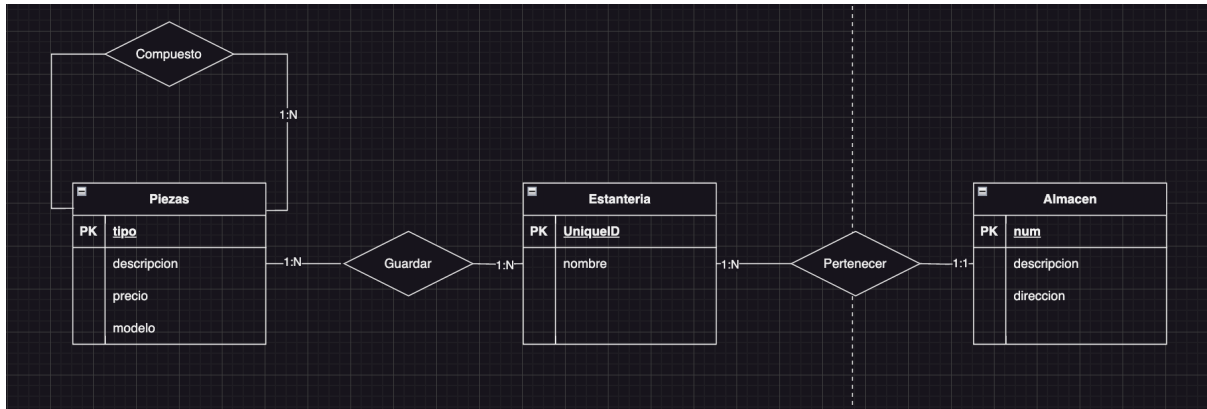 Compuesto
1:N
Piezas
PK tipo
descripcion
precio
modelo
1:N
Guardar
1:N
Estanteria
PK UniqueID
nombre
1:N
Pertenecer
1:1
Almacen
PK num
descripcion
direccion